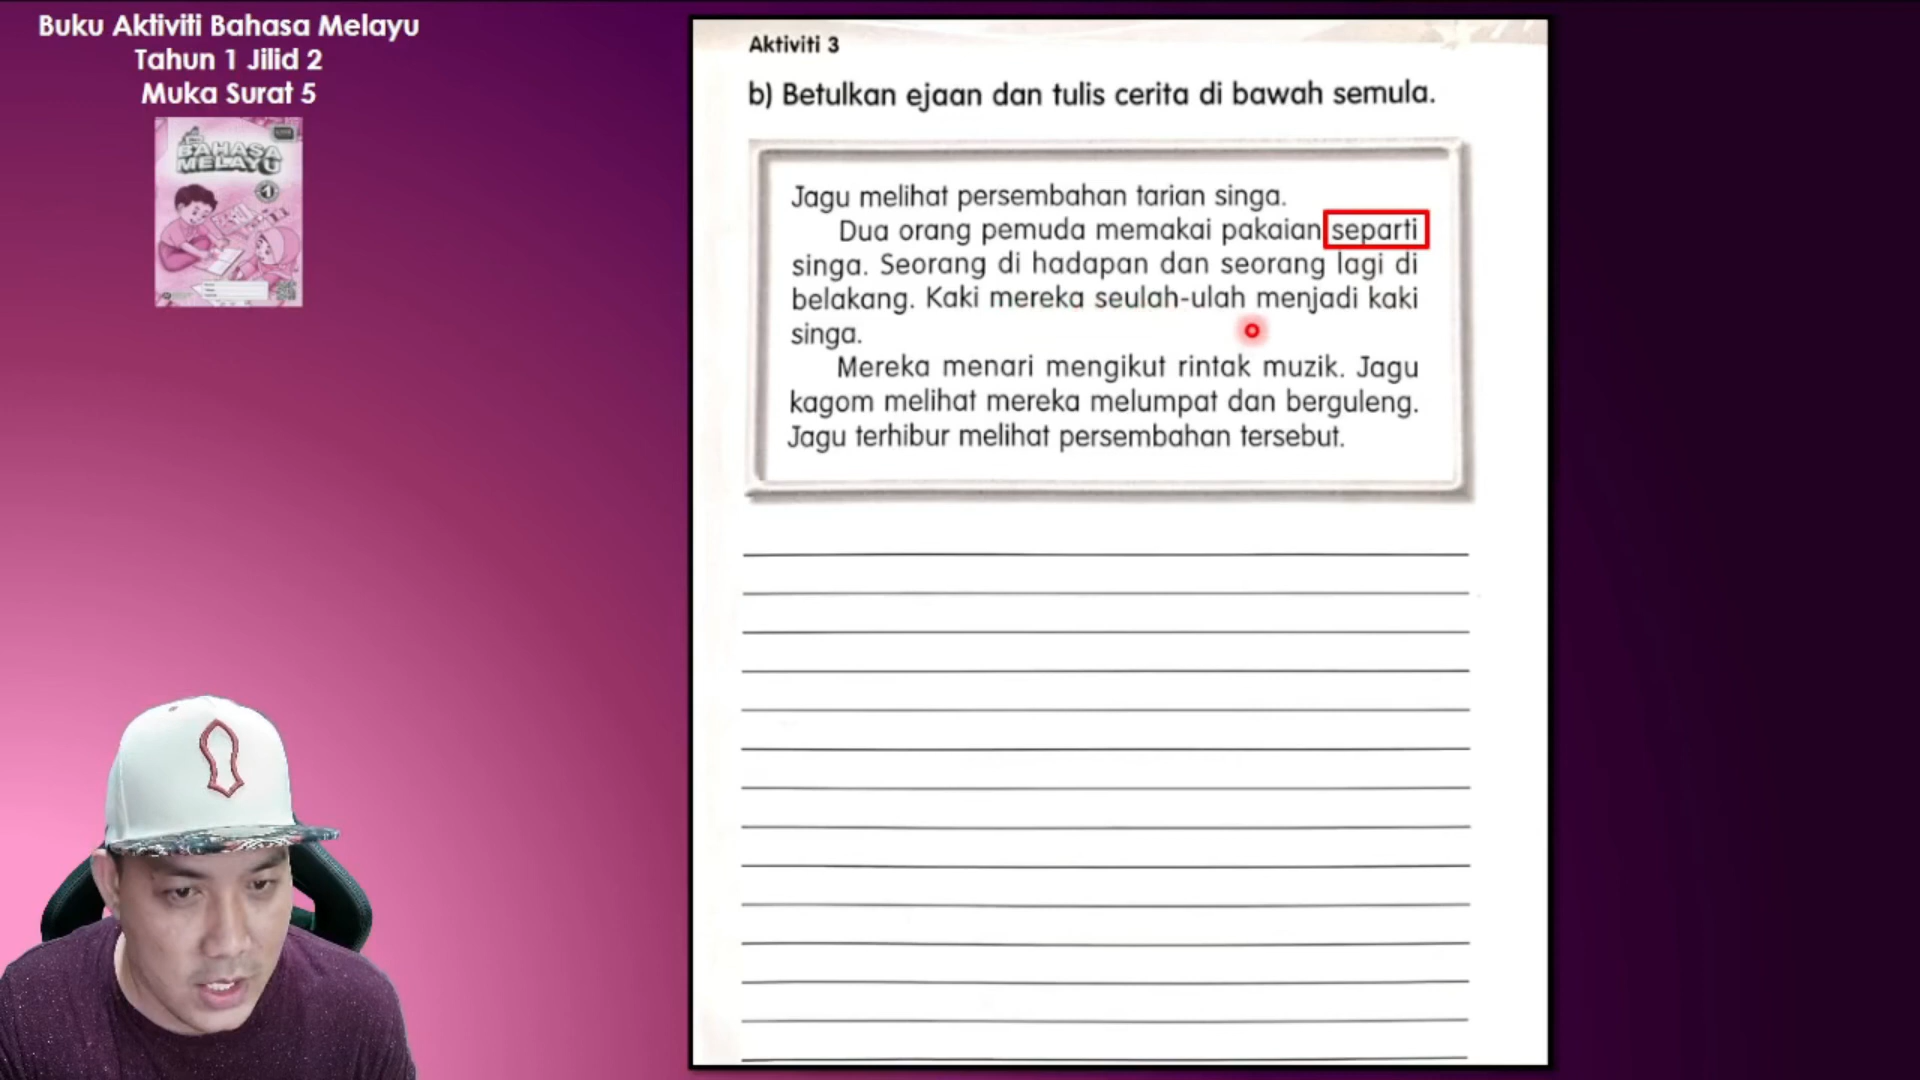 Buku Aktiviti Bahasa Melayu
Tahun 1 Jilid 2
Muka Surat 5
BAHASA
MELAYU
1
Aktiviti 3
b) Betulkan ejaan dan tulis cerita di bawah semula.
Jagu melihat persembahan tarian singa.
Dua orang pemuda memakai pakaian separti
singa. Seorang di hadapan dan seorang lagi di
belakang. Kaki mereka seulah-ulah menjadi kaki
singa.
Mereka menari mengikut rintak muzik. Jagu
kagom melihat mereka melumpat dan berguleng.
Jagu terhibur melihat persembahan tersebut.